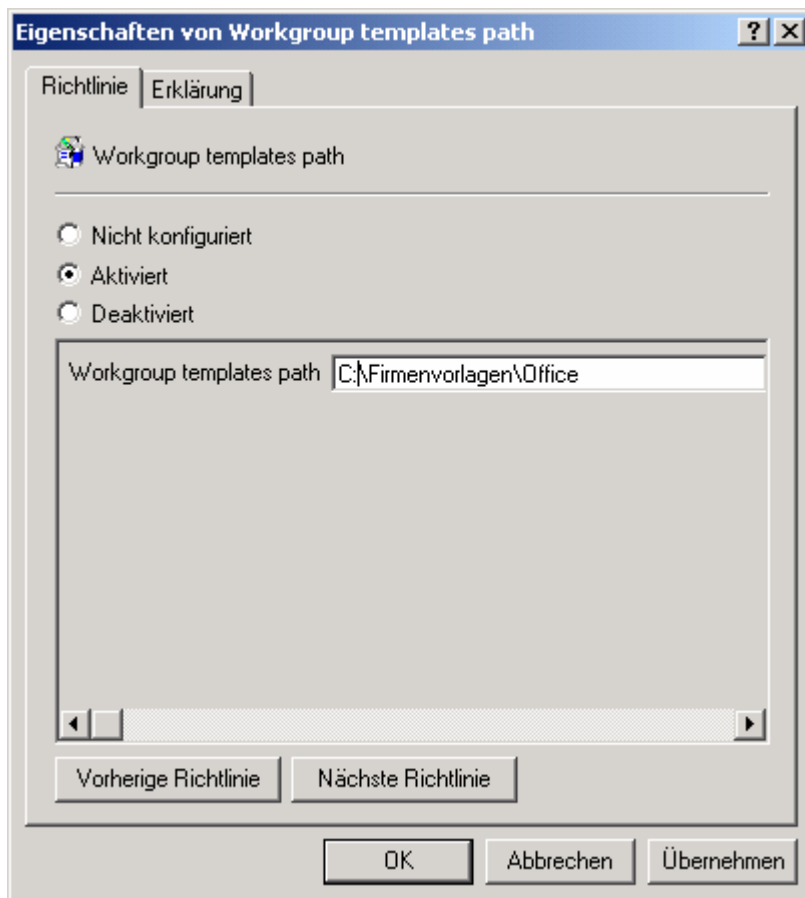 Eigenschaften von Workgroup templates path
Richtlinie Erklärung
Workgroup templates path
Nicht konfiguriert
Aktiviert
Deaktiviert
Workgroup templates path C:\Firmenvorlagen\Office
Vorherige Richtlinie Nächste Richtlinie
OK Abbrechen Übernehmen